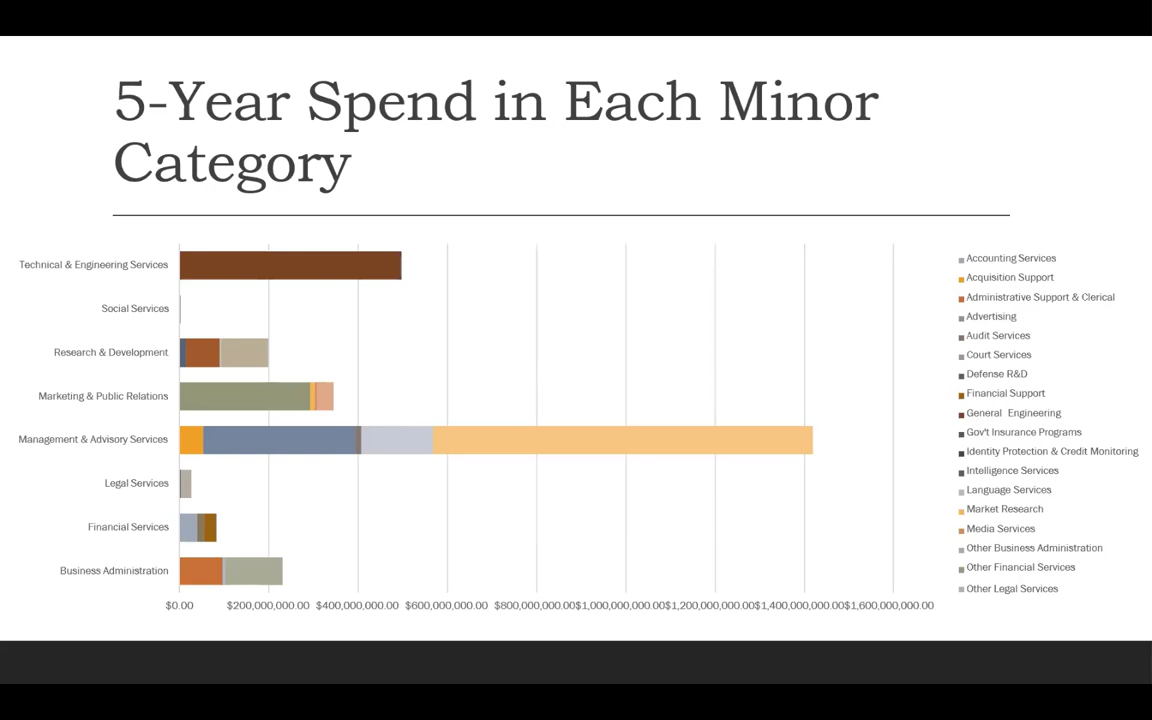 5-Year Spend in Each Minor
Category
Technical & Engineering Services
Social Services
Research & Development
Marketing & Public Relations
Management & Advisory Services
Legal Services
Financial Services
Business Administration
$0.00 $200,000,000.00 $400,000,000.00 $600,000,000.00 $800,000,000.00 $1,000,000,000.00 $1,200,000,000.00 $1,400,000,000.00 $1,600,000,000.00
Accounting Services
Acquisition Support
Administrative Support & Clerical
Advertising
Audit Services
Court Services
Defense R&D
Financial Support
General Engineering
Gov't Insurance Programs
Identity Protection & Credit Monitoring
Intelligence Services
Language Services
Market Research
Media Services
Other Business Administration
Other Financial Services
Other Legal Services